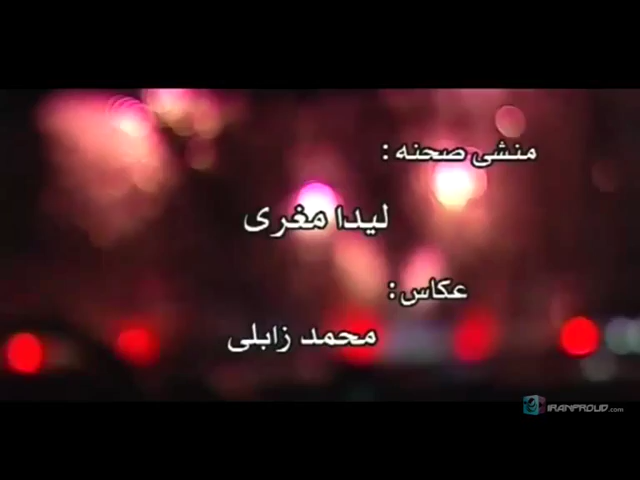 منشی صحنه :
لیدا مغری
عکاس :
محمد زابلی
IRANPROUD.com